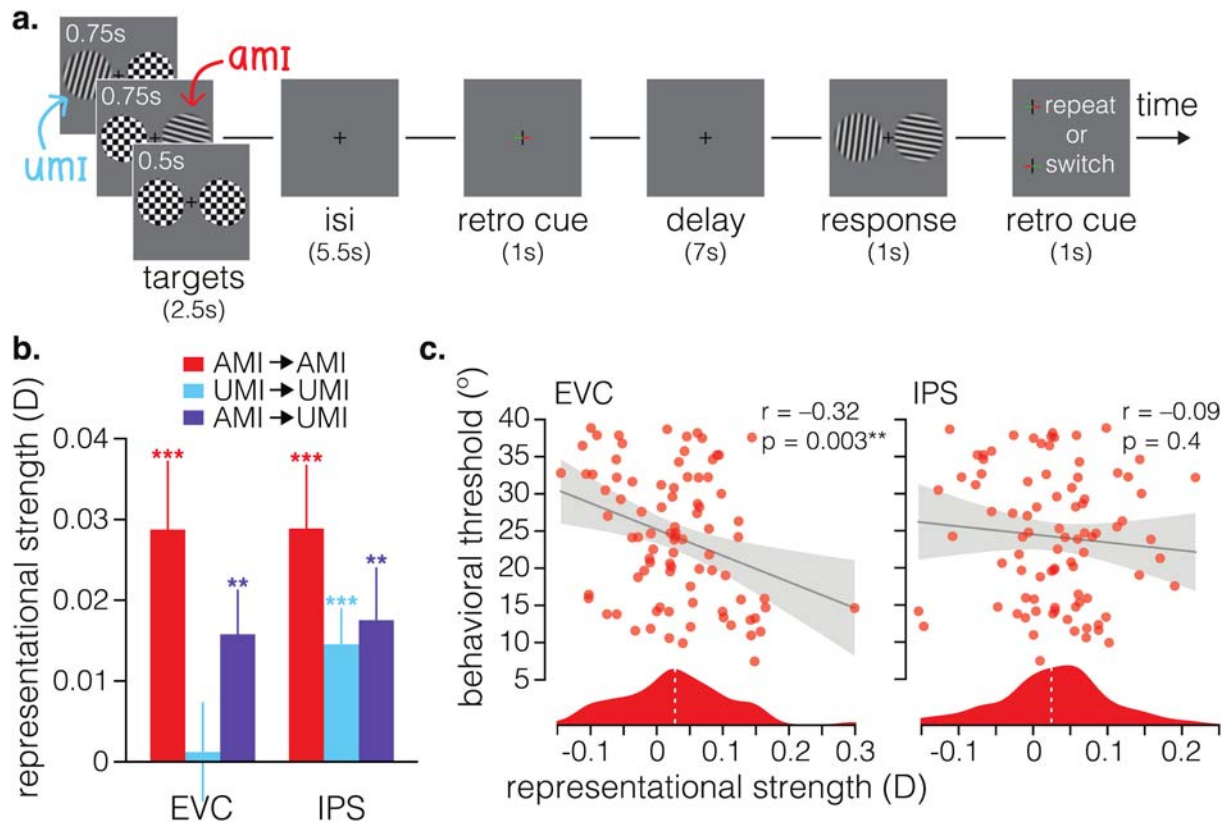 a.
0.75s
AMI
0.75s
UMI
0.5s
targets
(2.5s)
isi
(5.5s)
retro cue
(1s)
delay
(7s)
response
(1s)
repeat
or
switch
retro cue
(1s)
time
b.
AMI→AMI
UMI→UMI
AMI→UMI
representational strength (D)
0.04
0.03
0.02
0.01
0
***
**
***
***
**
EVC
IPS
c.
behavioral threshold (°)
EVC
r = –0.32
p = 0.003**
40
35
30
25
20
15
10
5
-0.1 0 0.1 0.2 0.3
IPS
r = –0.09
p = 0.4
-0.1 0 0.1 0.2
representational strength (D)